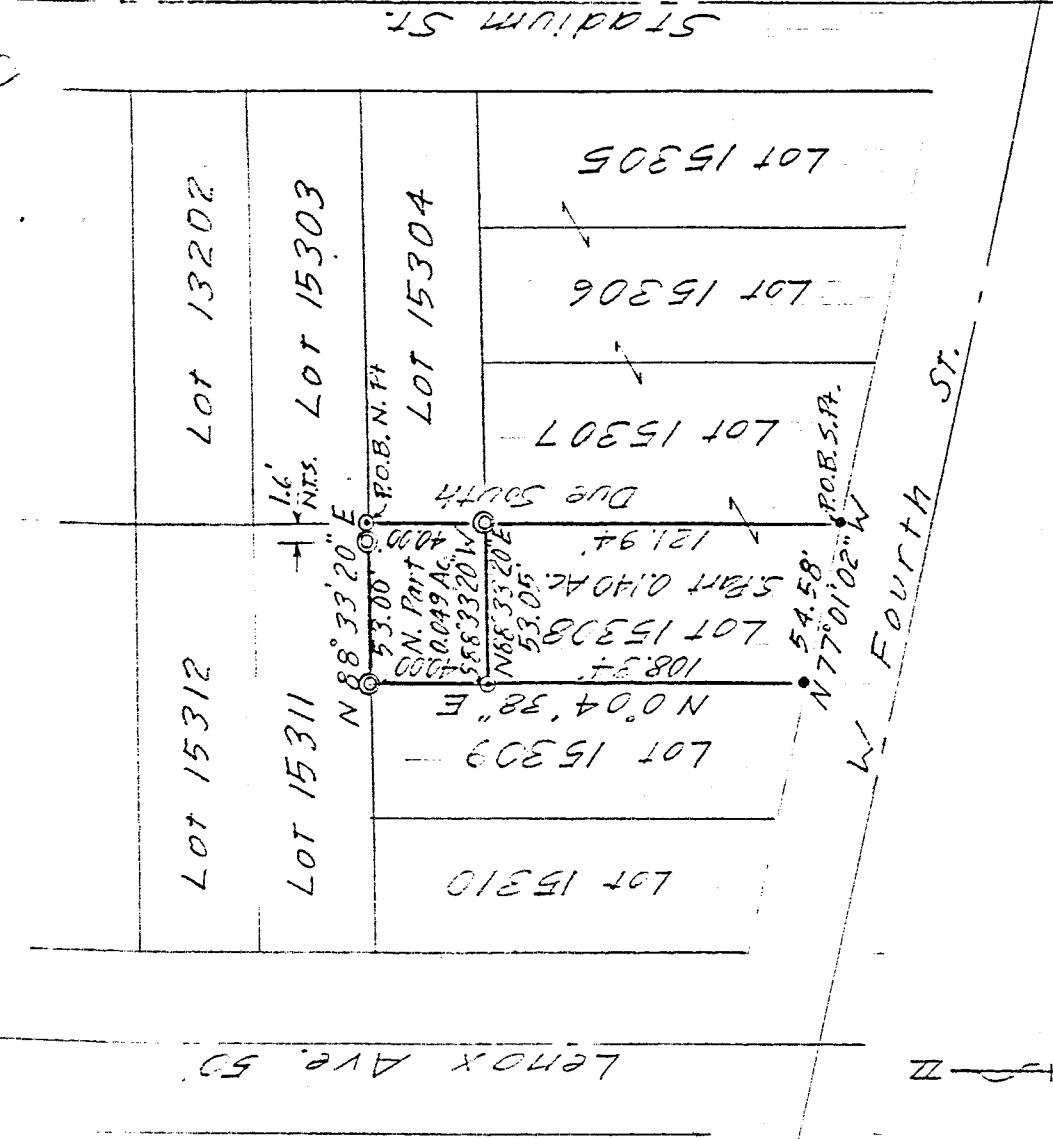 Stadium St.
Lot 13202
Lot 15303
Lot 15304
Lot 15305
Lot 15306
Lot 15307
1.6'
N.T.S.
P.O.B. N. Pt
Due South
40.00
121.94'
P.O.B. S. Pt.
N 88°33'20" E
53.00'
N. Part
0.049 Ac.
S88°33'20"W
N88°33'20"E
53.05'
S. Part 0.140 Ac.
Lot 15308
40.00
108.34'
N 0°04'38" E
54.58'
N 77°01'02" W
W Fourth St.
Lot 15312
Lot 15311
Lot 15309
Lot 15310
Lenox Ave. 50'
N